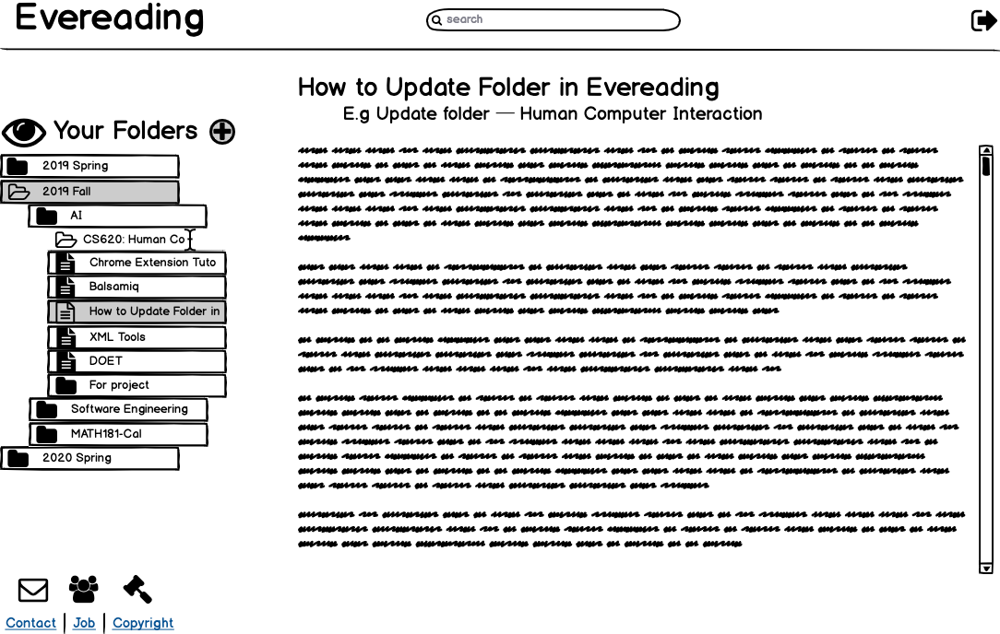 Evereading
search
How to Update Folder in Evereading
E.g Update folder — Human Computer Interaction
Your Folders
2019 Spring
2019 Fall
AI
CS620: Human Co
Chrome Extension Tuto
Balsamiq
How to Update Folder in
XML Tools
DOET
For project
Software Engineering
MATH181-Cal
2020 Spring
Contact | Job | Copyright